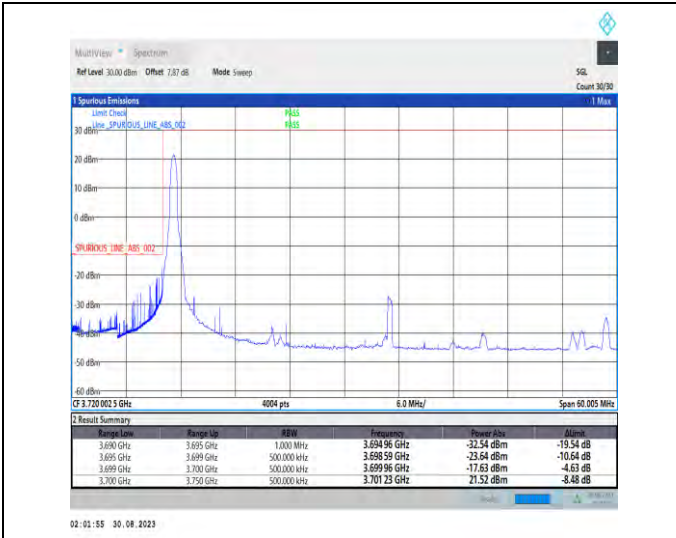 MultiView Spectrum
Ref Level 30.00 dBm Offset 7.87 dB Mode Sweep SGL
Count 30/30
1 Spurious Emissions 1 Max
Limit Check PASS
Line _SPURIOUS_LINE_ABS_002 PASS
30 dBm
20 dBm
10 dBm
0 dBm
_SPURIOUS_LINE_ABS_002
-20 dBm
-30 dBm
-40 dBm
-50 dBm
-60 dBm
CF 3.720 002 5 GHz 4004 pts 6.0 MHz/ Span 60.005 MHz
2 Result Summary
Range Low Range Up RBW Frequency Power Abs ΔLimit
3.690 GHz 3.695 GHz 1.000 MHz 3.694 96 GHz -32.54 dBm -19.54 dB
3.695 GHz 3.699 GHz 500.000 kHz 3.698 59 GHz -23.64 dBm -10.64 dB
3.699 GHz 3.700 GHz 500.000 kHz 3.699 96 GHz -17.63 dBm -4.63 dB
3.700 GHz 3.750 GHz 500.000 kHz 3.701 23 GHz 21.52 dBm -8.48 dB
02:01:55 30.08.2023